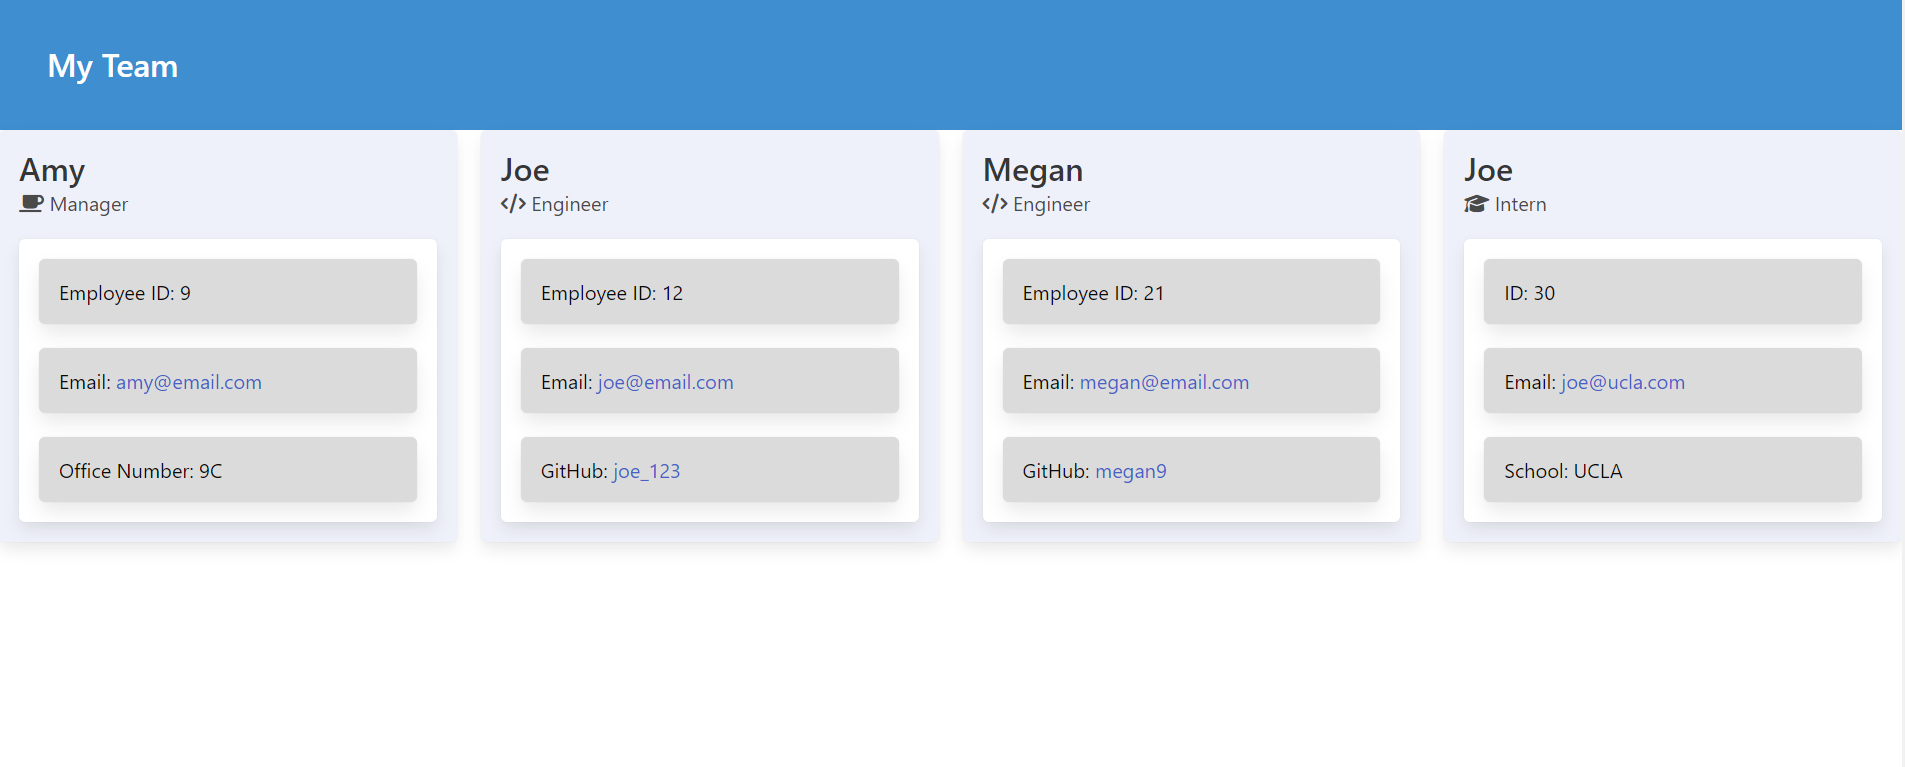 My Team
Amy
Manager
Employee ID: 9
Email: amy@email.com
Office Number: 9C
Joe
Engineer
Employee ID: 12
Email: joe@email.com
GitHub: joe_123
Megan
Engineer
Employee ID: 21
Email: megan@email.com
GitHub: megan9
Joe
Intern
ID: 30
Email: joe@ucla.com
School: UCLA